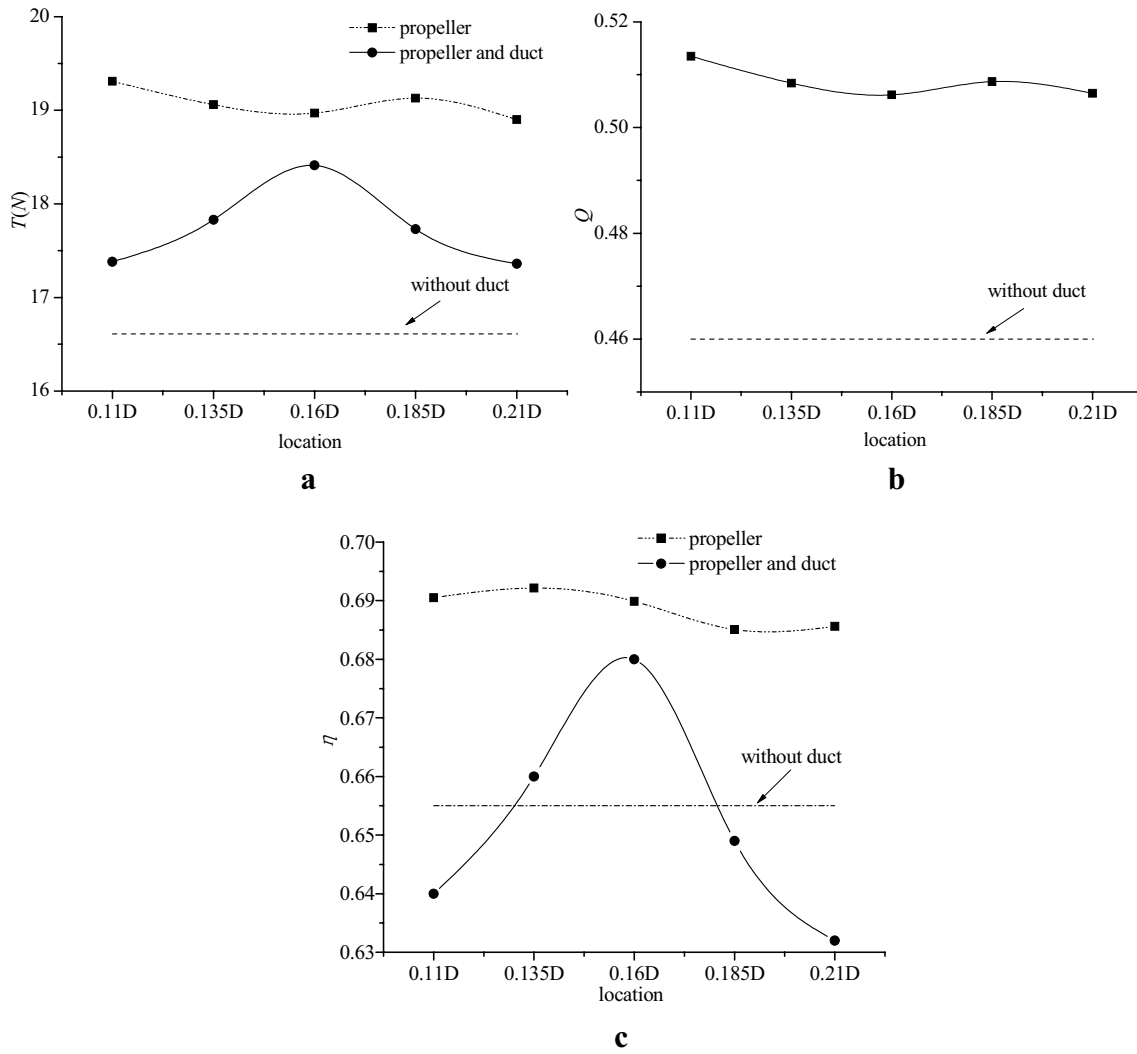 propeller
propeller and duct
20
19
18
17
16
T(N)
without duct
0.11D 0.135D 0.16D 0.185D 0.21D
location
a
0.52
0.50
0.48
0.46
Q
without duct
0.11D 0.135D 0.16D 0.185D 0.21D
location
b
propeller
propeller and duct
0.70
0.69
0.68
0.67
0.66
0.65
0.64
0.63
η
without duct
0.11D 0.135D 0.16D 0.185D 0.21D
location
c